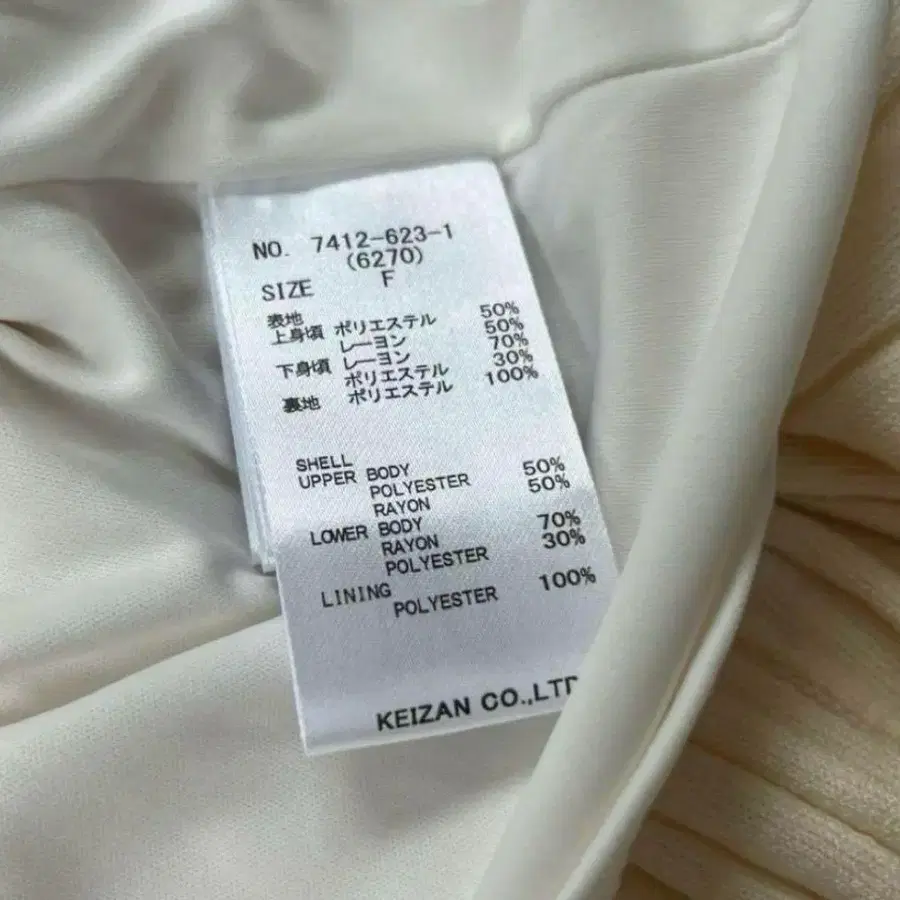 NO. 7412-623-1
(6270)
SIZE F
表地
上身頃 ポリエステル 50%
レーヨン 50%
下身頃 レーヨン 70%
ポリエステル 30%
裏地 ポリエステル 100%
SHELL
UPPER BODY
POLYESTER 50%
RAYON 50%
LOWER BODY
RAYON 70%
POLYESTER 30%
LINING
POLYESTER 100%
KEIZAN CO.,LTD